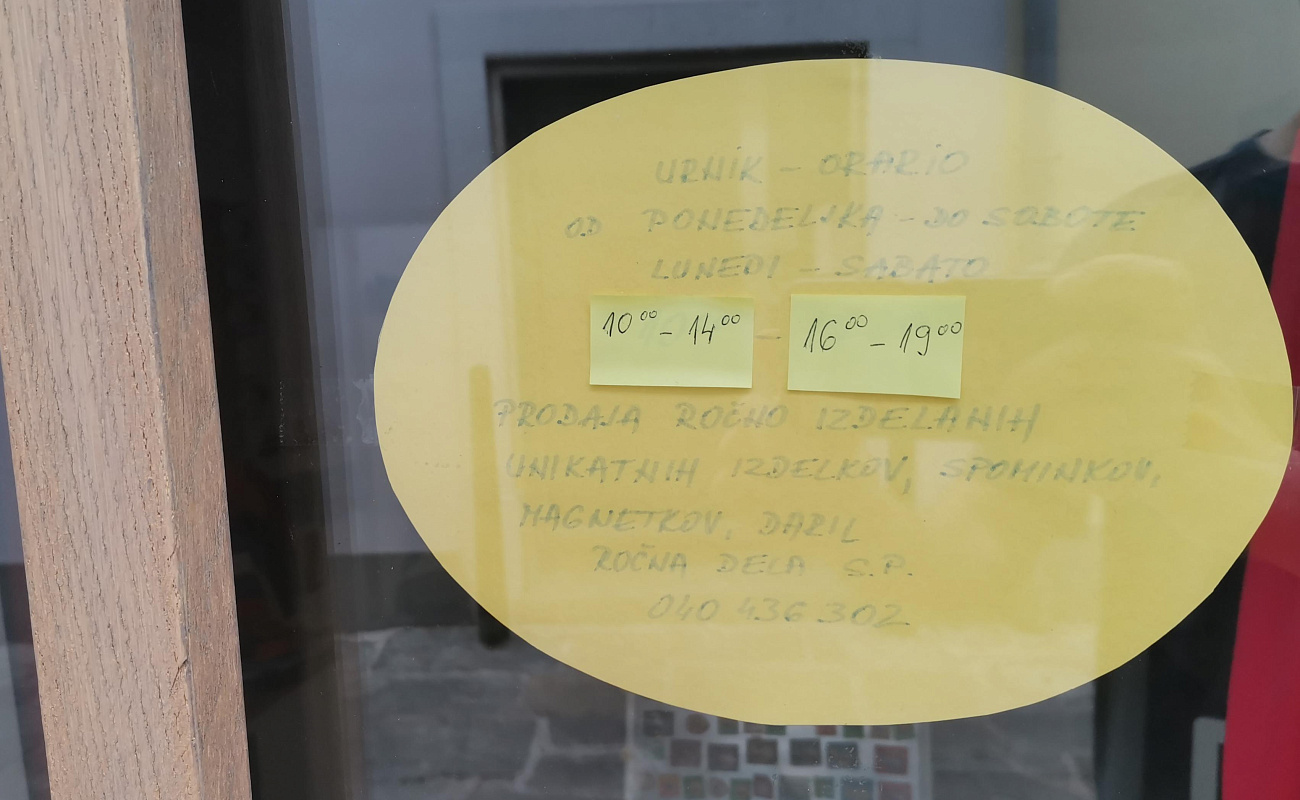 URNIK - ORARIO
OD PONEDELJKA - DO SOBOTE
LUNEDI - SABATO
10⁰⁰ - 14⁰⁰ - 16⁰⁰ - 19⁰⁰
PRODAJA ROČNO IZDELANIH
UNIKATNIH IZDELKOV, SPOMINKOV,
MAGNETKOV, DARIL
ROČNA DELA S.P.
040 436 302